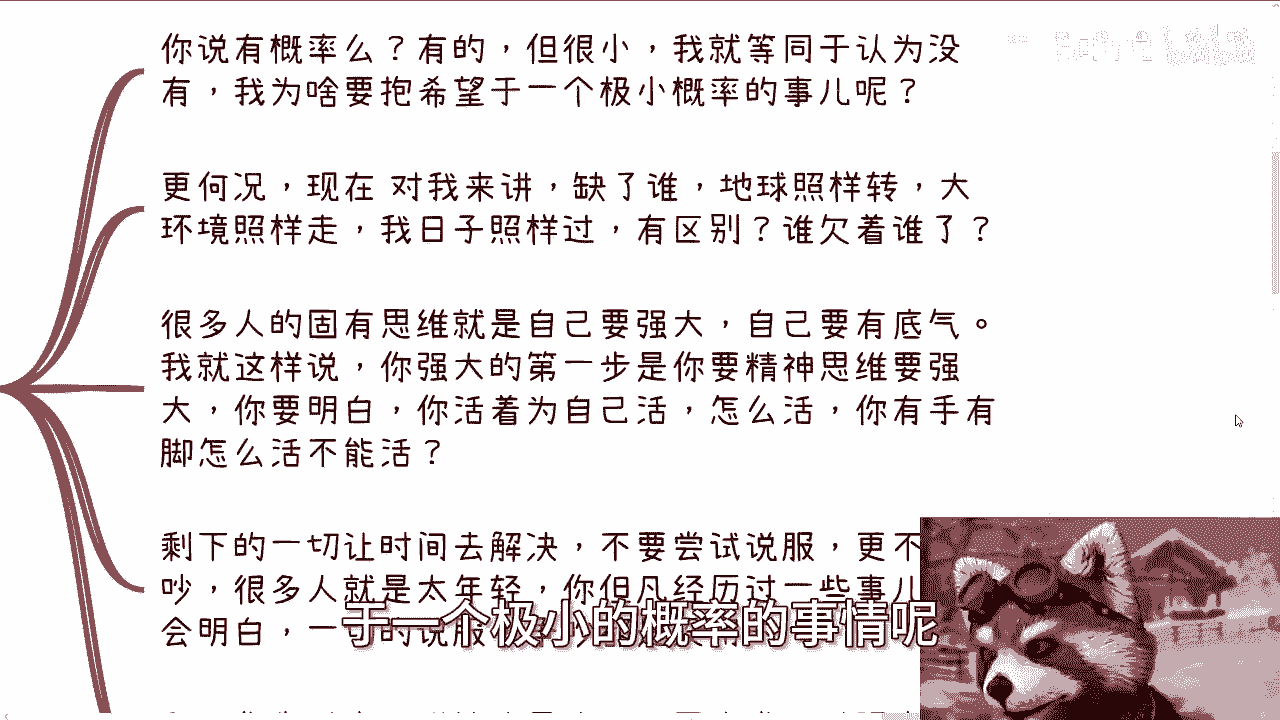 你说有概率么？有的，但很小，我就等同于认为没
有，我为啥要抱希望于一个极小概率的事儿呢？
更何况，现在 对我来讲，缺了谁，地球照样转，大
环境照样走，我日子照样过，有区别？谁欠着谁了？
很多人的固有思维就是自己要强大，自己要有底气。
我就这样说，你强大的第一步是你要精神思维要强
大，你要明白，你活着为自己活，怎么活，你有手有
脚怎么活不能活？
剩下的一切让时间去解决，不要尝试说服，更不
吵，很多人就是太年轻，你但凡经历过一些事儿
会明白，一时的说服
于一个极小的概率的事情呢